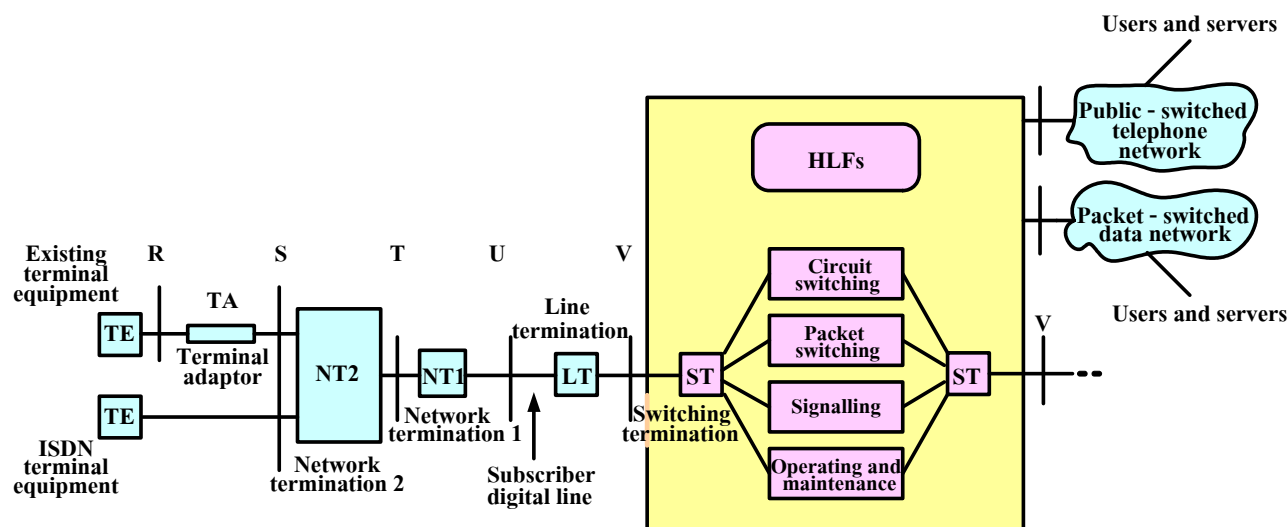 Users and servers
Public - switched
telephone
network
HLFs
Packet - switched
data network
Users and servers
Existing
terminal
equipment
R
S
T
U
V
TA
TE
Terminal
adaptor
NT2
NT1
Line
termination
LT
ST
Circuit
switching
Packet
switching
Signalling
Operating and
maintenance
ST
V
TE
ISDN
terminal
equipment
Network
termination 2
Network
termination 1
Subscriber
digital line
Switching
termination